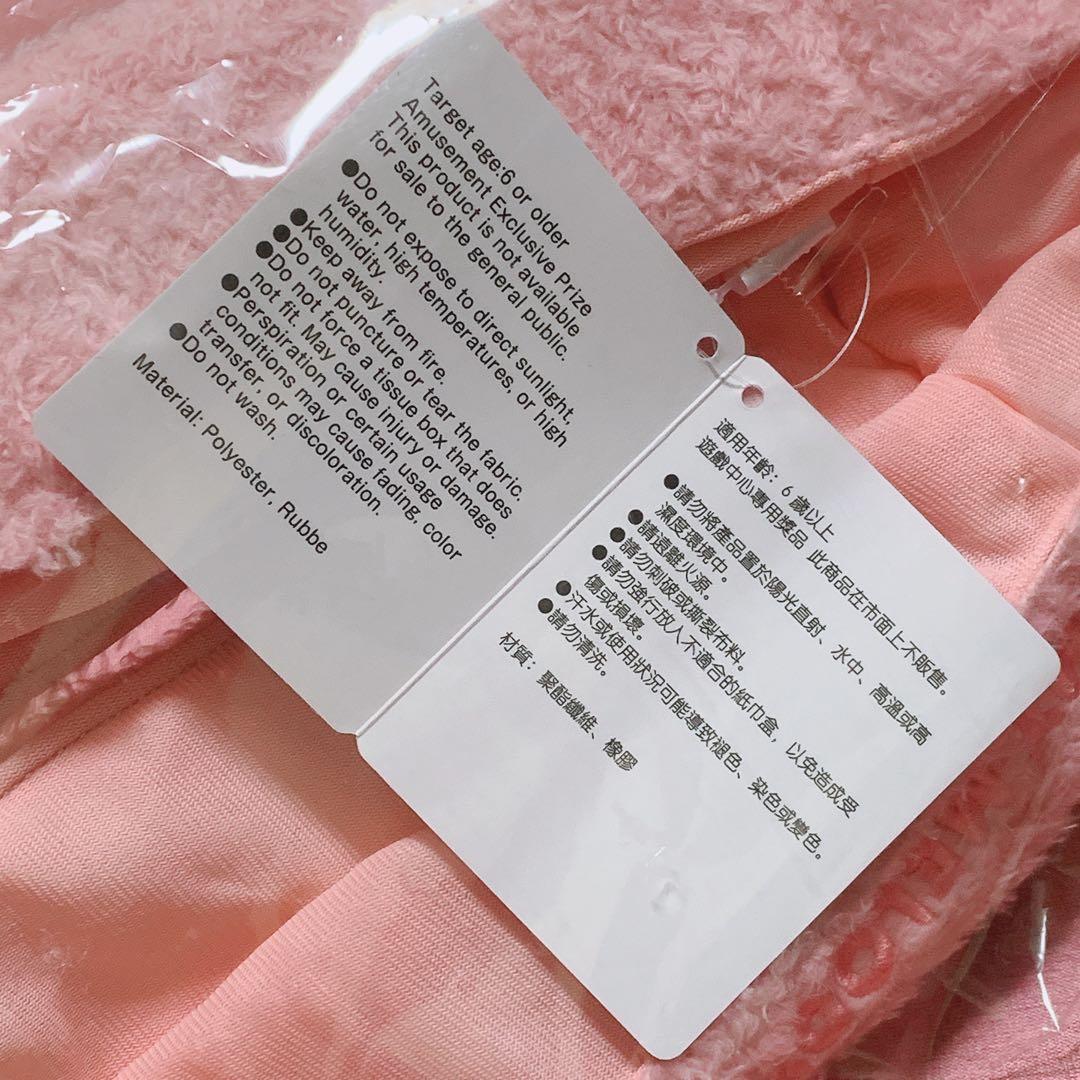 Target age:6 or older
Amusement Exclusive Prize
This product is not available
for sale to the general public.
●Do not expose to direct sunlight,
water, high temperatures, or high
humidity.
●Keep away from fire.
●Do not puncture or tear the fabric.
●Do not force a tissue box that does
not fit. May cause injury or damage.
●Perspiration or certain usage
conditions may cause fading, color
transfer, or discoloration.
●Do not wash.
Material: Polyester, Rubbe
適用年齡：6 歲以上
遊戲中心專用獎品 此商品在市面上不販售。
●請勿將產品置於陽光直射、水中、高溫或高
濕度環境中。
●請遠離火源。
●請勿刺破或撕裂布料。
●請勿強行放入不適合的紙巾盒，以免造成受
傷或損壞。
●汗水或使用狀況可能導致褪色、染色或變色。
●請勿清洗。
材質：聚酯纖維、橡膠